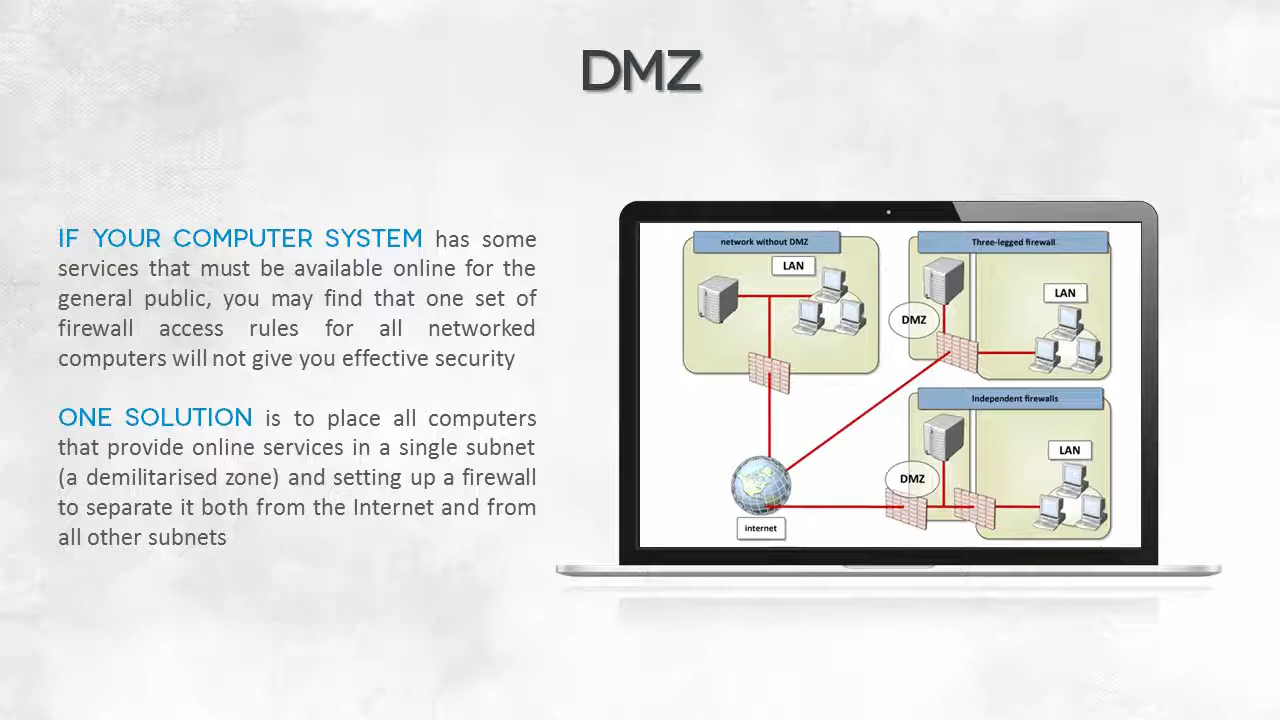 DMZ
IF YOUR COMPUTER SYSTEM has some
services that must be available online for the
general public, you may find that one set of
firewall access rules for all networked
computers will not give you effective security
ONE SOLUTION is to place all computers
that provide online services in a single subnet
(a demilitarised zone) and setting up a firewall
to separate it both from the Internet and from
all other subnets
network without DMZ
LAN
internet
Three-legged firewall
LAN
DMZ
Independent firewalls
LAN
DMZ